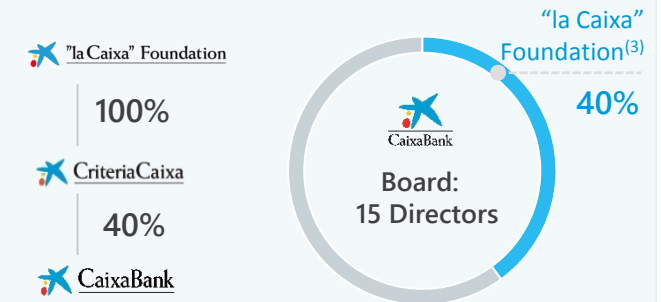 "la Caixa" Foundation
100%
CriteriaCaixa
40%
CaixaBank
CaixaBank
Board:
15 Directors
“la Caixa”
Foundation(3)
40%